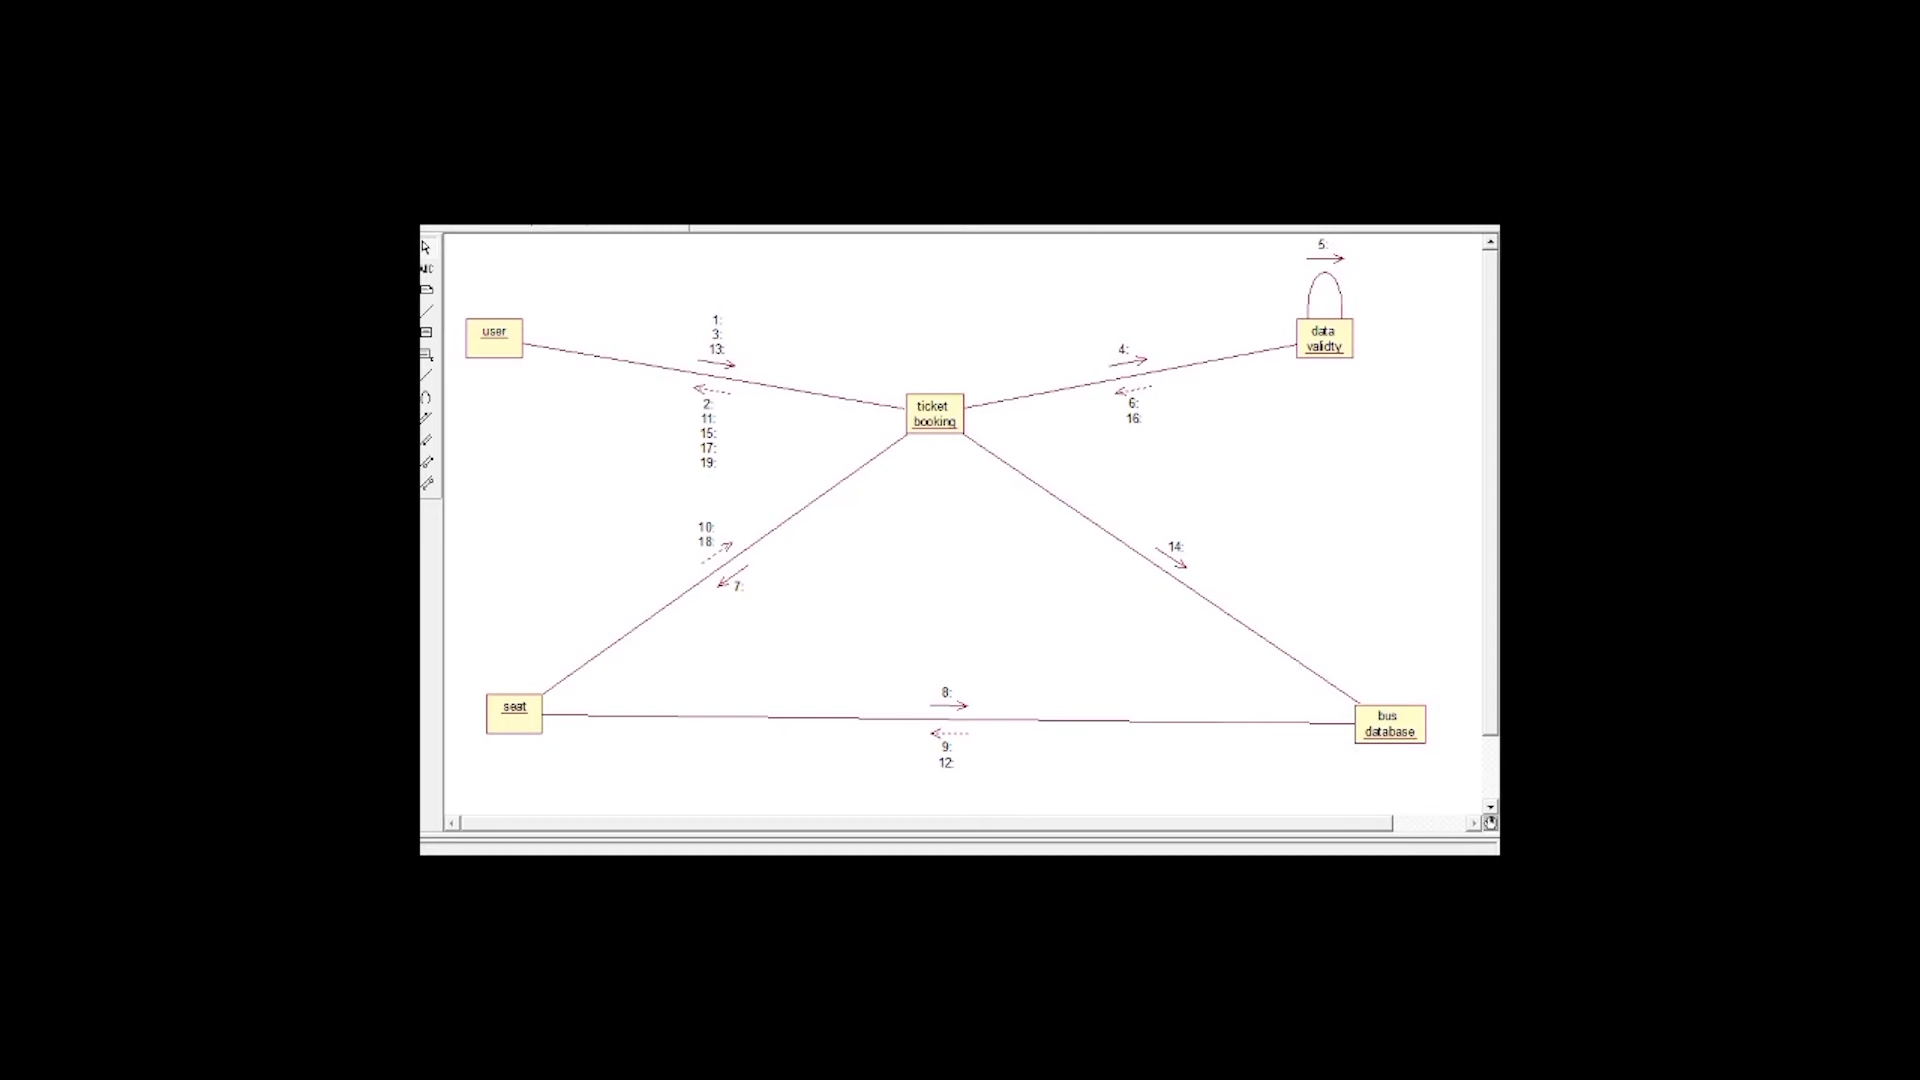 5:
user
1:
3:
13:
4:
data
validty
2:
11:
15:
17:
19:
ticket
booking
6:
16:
10:
18:
7:
14:
seat
8:
bus
database
9:
12: